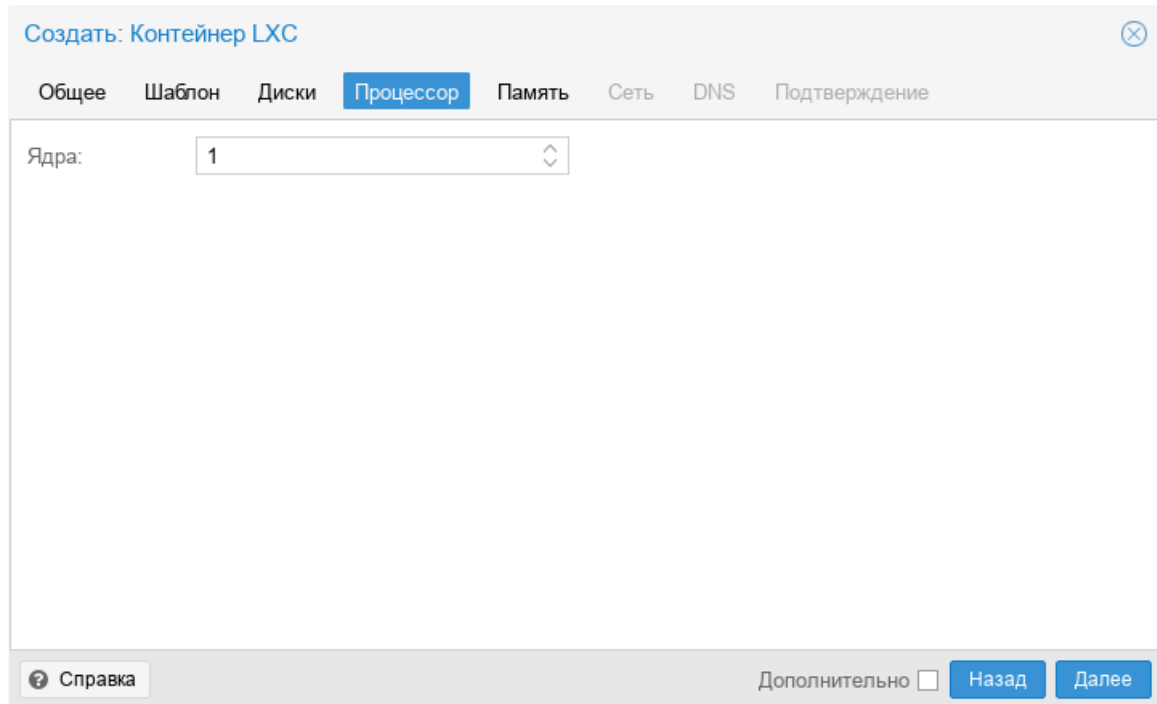 Создать: Контейнер LXC
Общее Шаблон Диски Процессор Память Сеть DNS Подтверждение
Ядра: 1
Справка Дополнительно Назад Далее